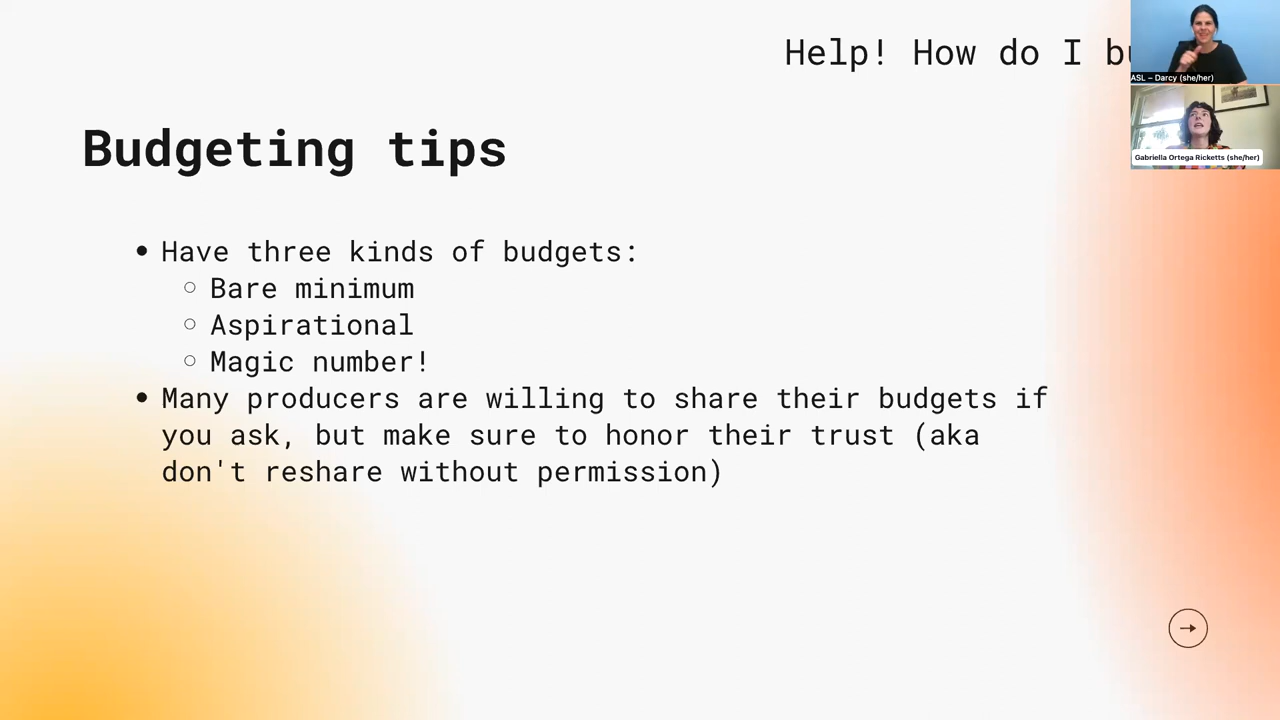 Help! How do I
ASL – Darcy (she/her)
Gabriella Ortega Ricketts (she/her)
Budgeting tips
• Have three kinds of budgets:
○ Bare minimum
○ Aspirational
○ Magic number!
• Many producers are willing to share their budgets if
you ask, but make sure to honor their trust (aka
don't reshare without permission)